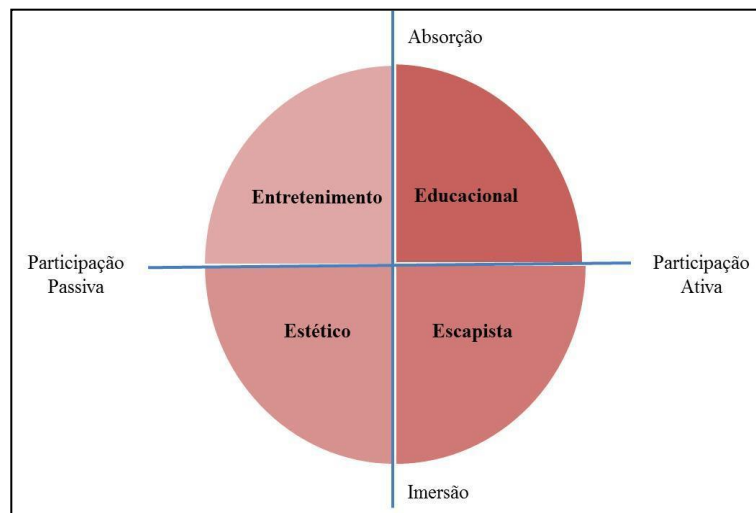 Absorção
Entretenimento
Educacional
Participação
Passiva
Participação
Ativa
Estético
Escapista
Imersão